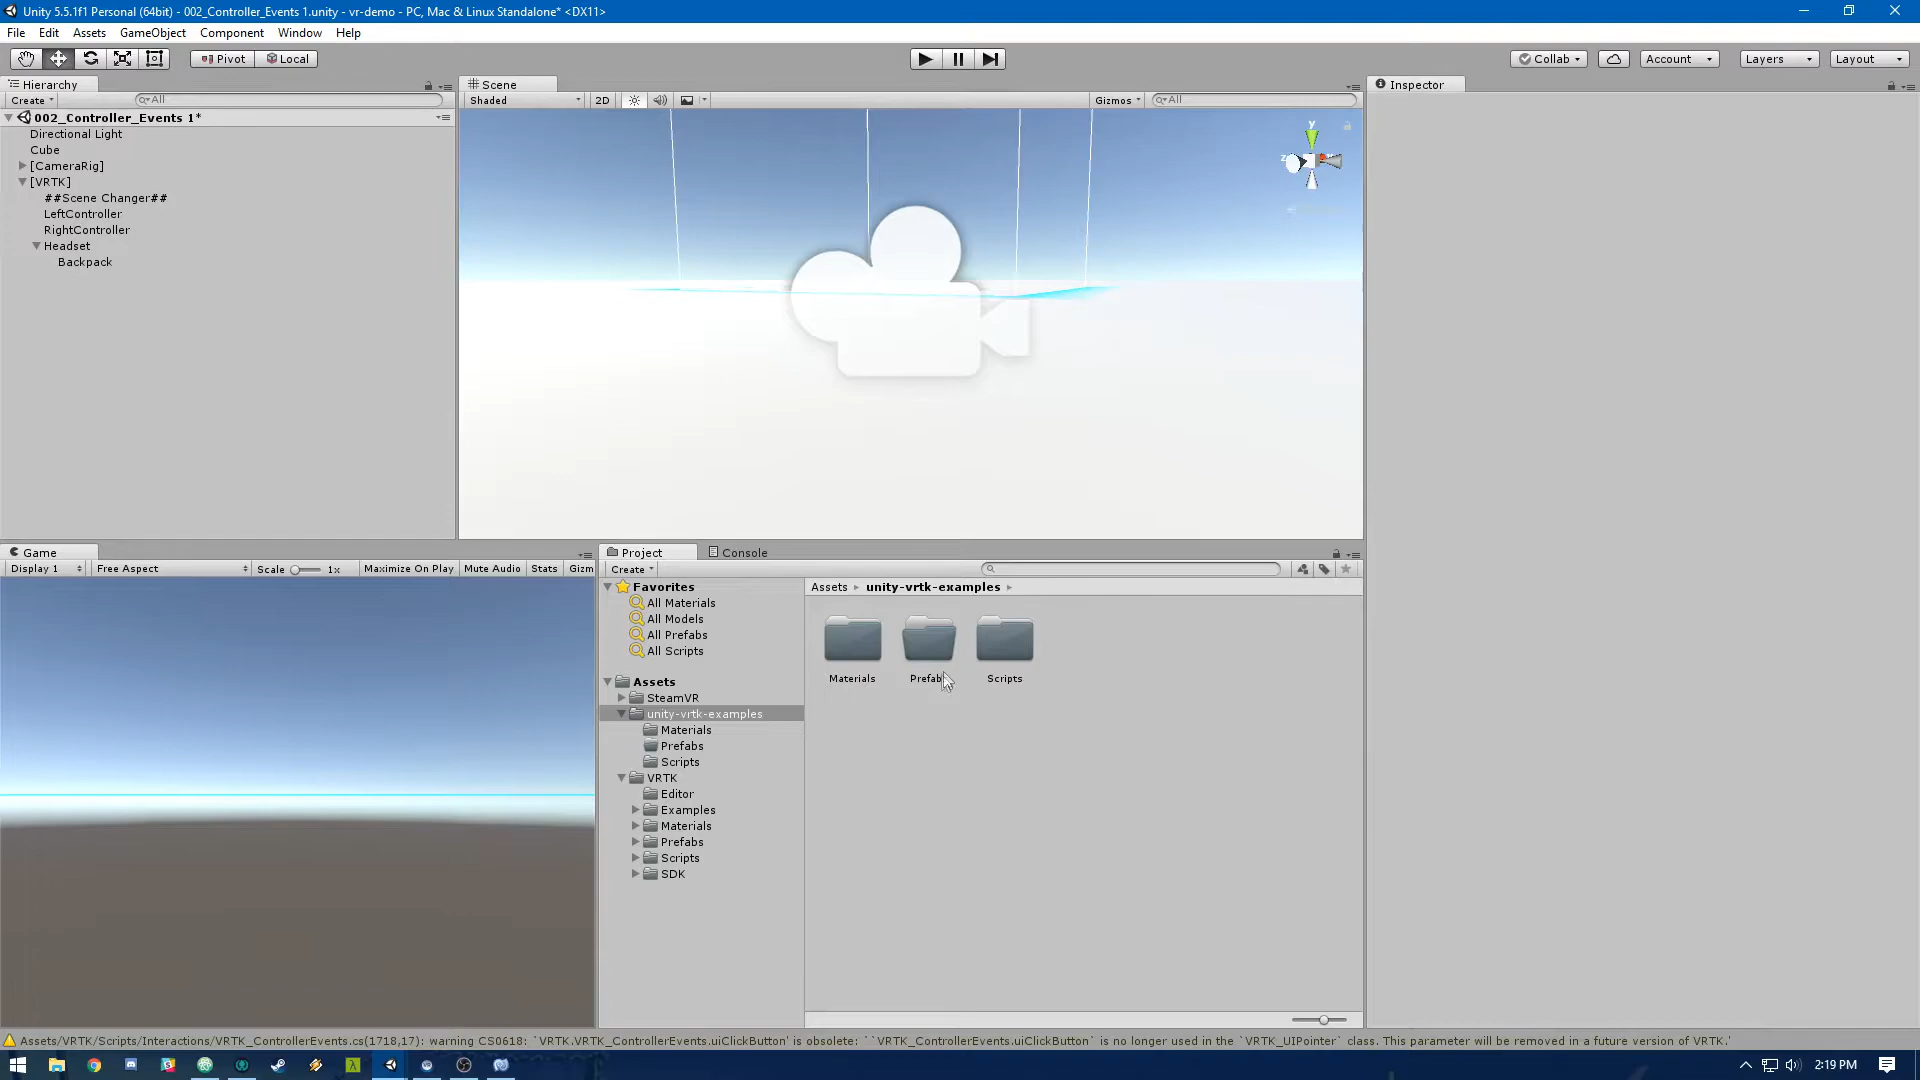 Unity 5.5.1f1 Personal (64bit) - 002_Controller_Events 1.unity - vr-demo - PC, Mac & Linux Standalone* <DX11>
File Edit Assets GameObject Component Window Help
Pivot Local Collab Account Layers Layout
Hierarchy
Create All
002_Controller_Events 1*
Directional Light
Cube
[CameraRig]
[VRTK]
##Scene Changer##
LeftController
RightController
Headset
Backpack
Scene
Shaded 2D Gizmos All
y
z
Inspector
Game
Display 1 Free Aspect Scale 1x Maximize On Play Mute Audio Stats Gizm
Project Console
Create
Favorites
All Materials
All Models
All Prefabs
All Scripts
Assets
SteamVR
unity-vrtk-examples
Materials
Prefabs
Scripts
VRTK
Editor
Examples
Materials
Prefabs
Scripts
SDK
Assets unity-vrtk-examples
Materials Prefab Scripts
Assets/VRTK/Scripts/Interactions/VRTK_ControllerEvents.cs(1718,17): warning CS0618: `VRTK.VRTK_ControllerEvents.uiClickButton' is obsolete: ``VRTK_ControllerEvents.uiClickButton` is no longer used in the `VRTK_UIPointer` class. This parameter will be removed in a future version of VRTK.'
2:19 PM